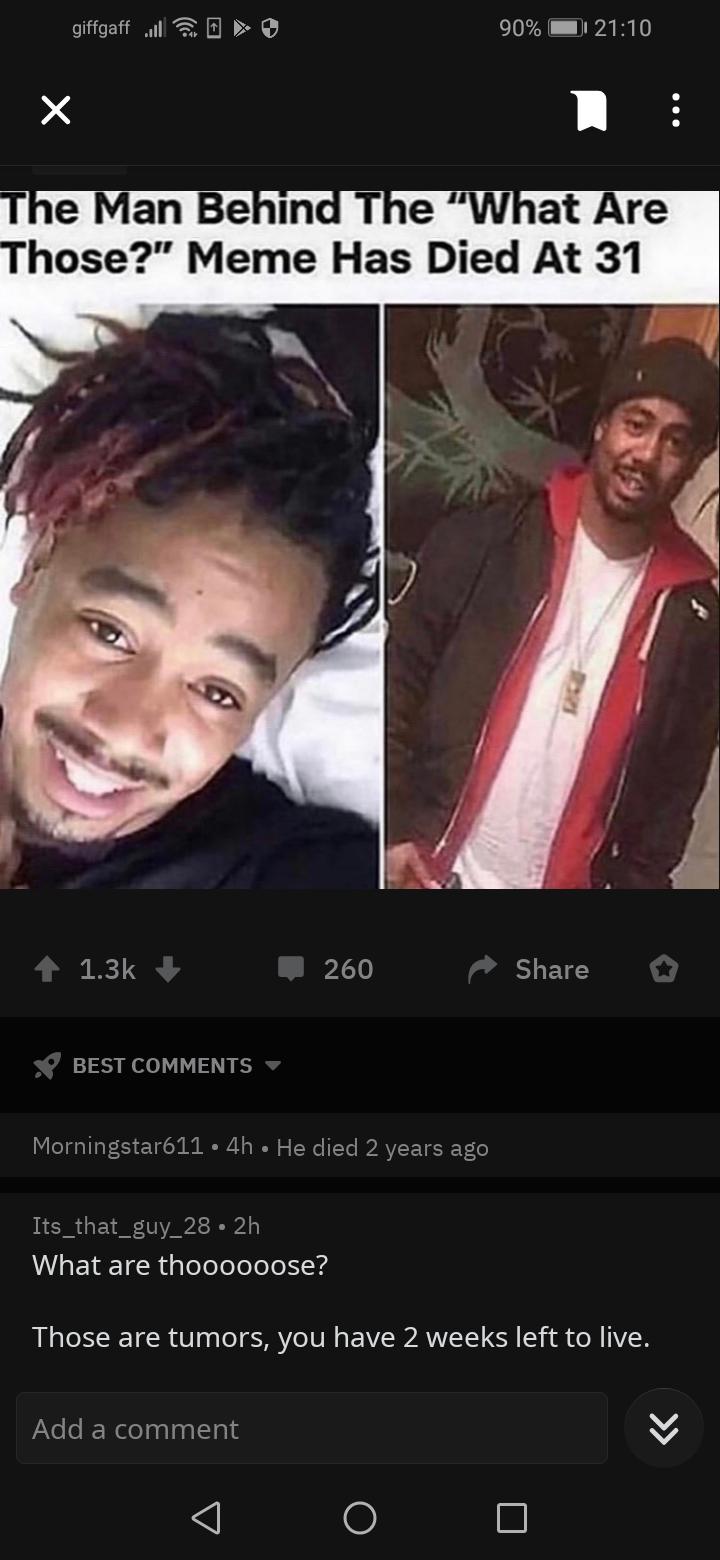 giffgaff 90% 21:10
The Man Behind The “What Are
Those?” Meme Has Died At 31
1.3k 260 Share
BEST COMMENTS
Morningstar611 • 4h • He died 2 years ago
Its_that_guy_28 • 2h
What are thoooooose?
Those are tumors, you have 2 weeks left to live.
Add a comment